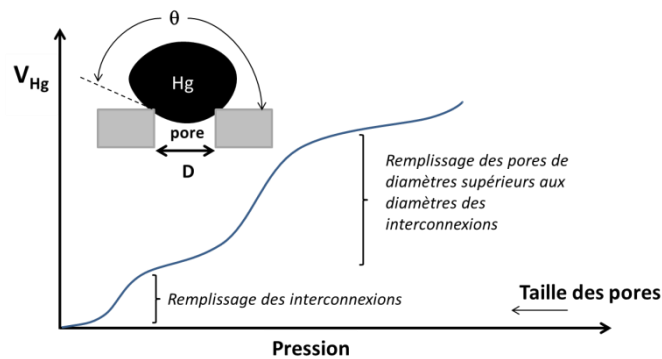 θ
V_Hg
Hg
pore
D
Remplissage des pores de
diamètres supérieurs aux
diamètres des
interconnexions
Remplissage des interconnexions
Taille des pores
Pression